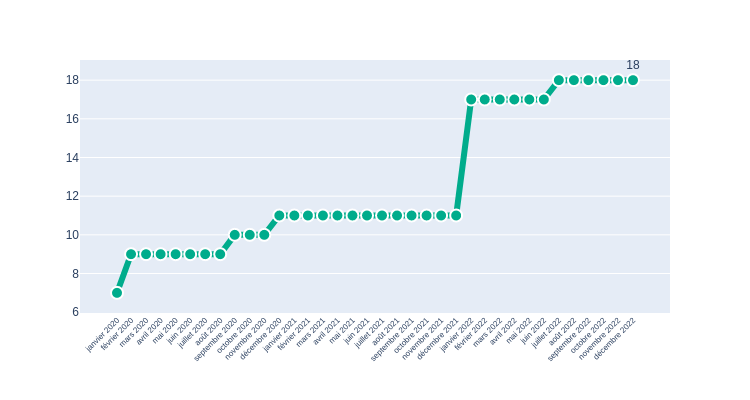 18
18
16
14
12
10
8
6
janvier 2020
février 2020
mars 2020
avril 2020
mai 2020
juin 2020
juillet 2020
août 2020
septembre 2020
octobre 2020
novembre 2020
décembre 2020
janvier 2021
février 2021
mars 2021
avril 2021
mai 2021
juin 2021
juillet 2021
août 2021
septembre 2021
octobre 2021
novembre 2021
décembre 2021
janvier 2022
février 2022
mars 2022
avril 2022
mai 2022
juin 2022
juillet 2022
août 2022
septembre 2022
octobre 2022
novembre 2022
décembre 2022